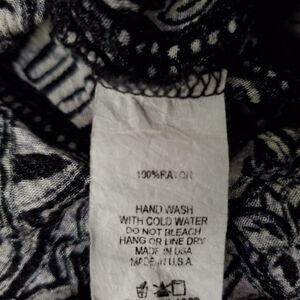 100%RAYON
HAND WASH
WITH COLD WATER
DO NOT BLEACH
HANG OR LINE DRY
MADE IN USA
MADE IN U.S.A.